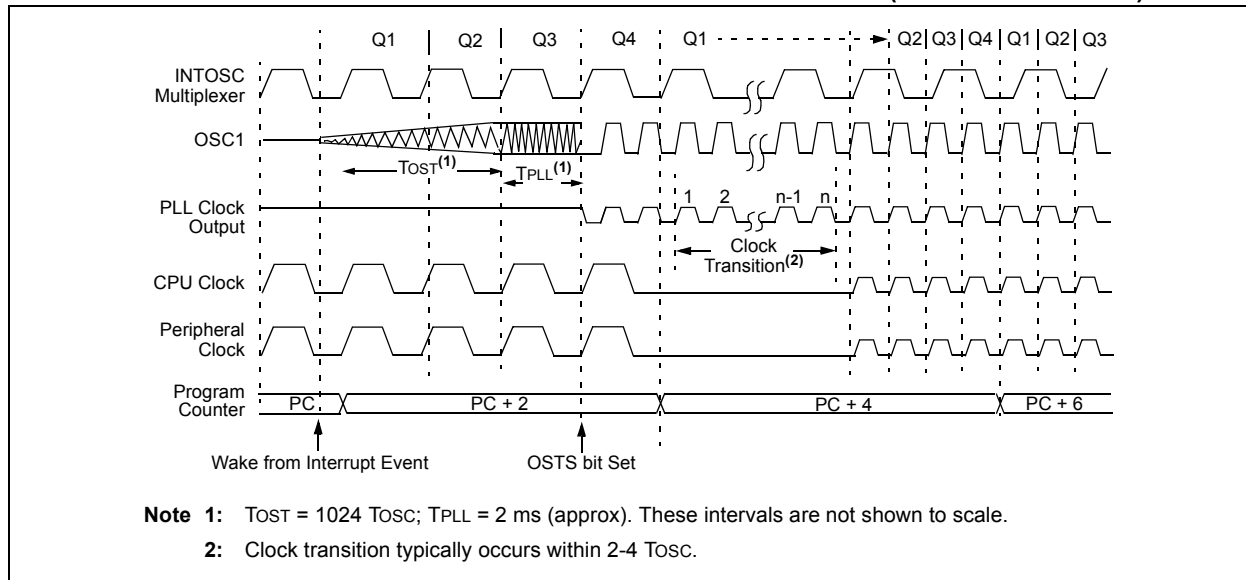 Q1 Q2 Q3 Q4 Q1 Q2 Q3 Q4 Q1 Q2 Q3
INTOSC
Multiplexer
OSC1
TOST(1) TPLL(1)
1 2 n-1 n
PLL Clock
Output
Clock
Transition(2)
CPU Clock
Peripheral
Clock
Program
Counter
PC PC + 2 PC + 4 PC + 6
Wake from Interrupt Event OSTS bit Set
Note 1: TOST = 1024 TOSC; TPLL = 2 ms (approx). These intervals are not shown to scale.
2: Clock transition typically occurs within 2-4 TOSC.